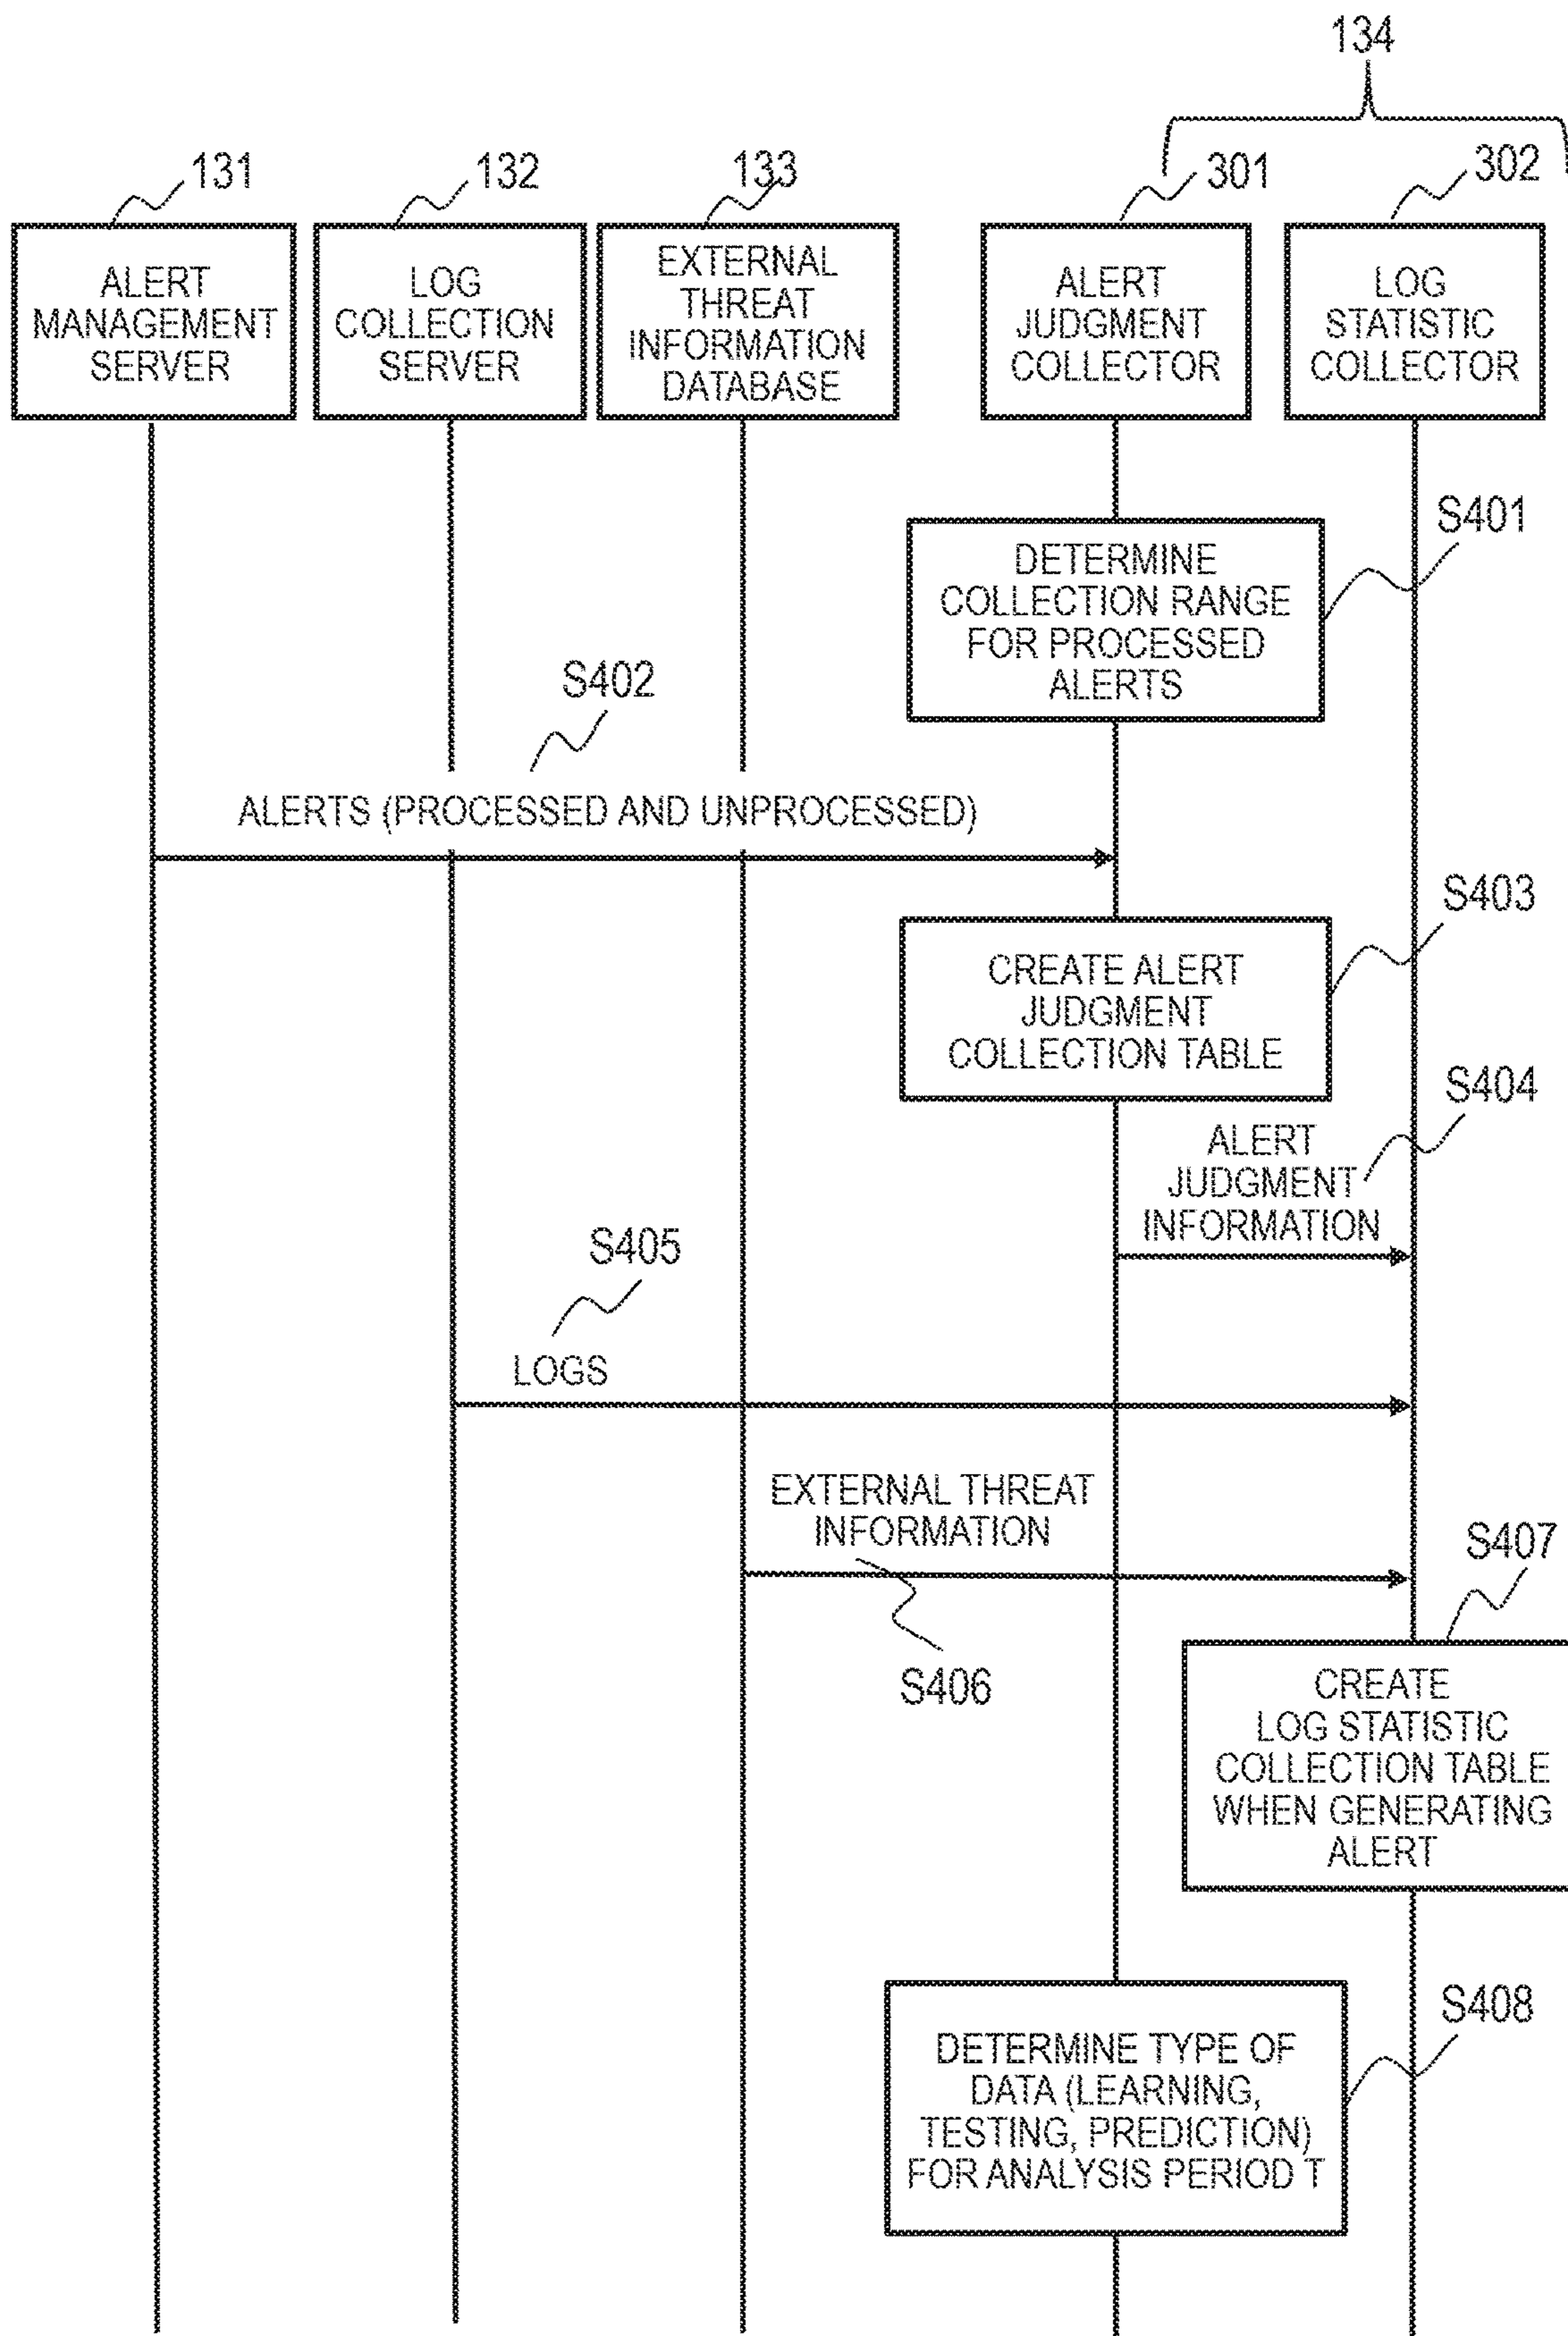 134
131
132
133
301
302
ALERT
MANAGEMENT
SERVER
LOG
COLLECTION
SERVER
EXTERNAL
THREAT
INFORMATION
DATABASE
ALERT
JUDGMENT
COLLECTOR
LOG
STATISTIC
COLLECTOR
S401
DETERMINE
COLLECTION RANGE
FOR PROCESSED
ALERTS
S402
ALERTS (PROCESSED AND UNPROCESSED)
S403
CREATE ALERT
JUDGMENT
COLLECTION TABLE
S404
ALERT
JUDGMENT
INFORMATION
S405
LOGS
EXTERNAL THREAT
INFORMATION
S406
S407
CREATE
LOG STATISTIC
COLLECTION TABLE
WHEN GENERATING
ALERT
S408
DETERMINE TYPE OF
DATA (LEARNING,
TESTING, PREDICTION)
FOR ANALYSIS PERIOD T